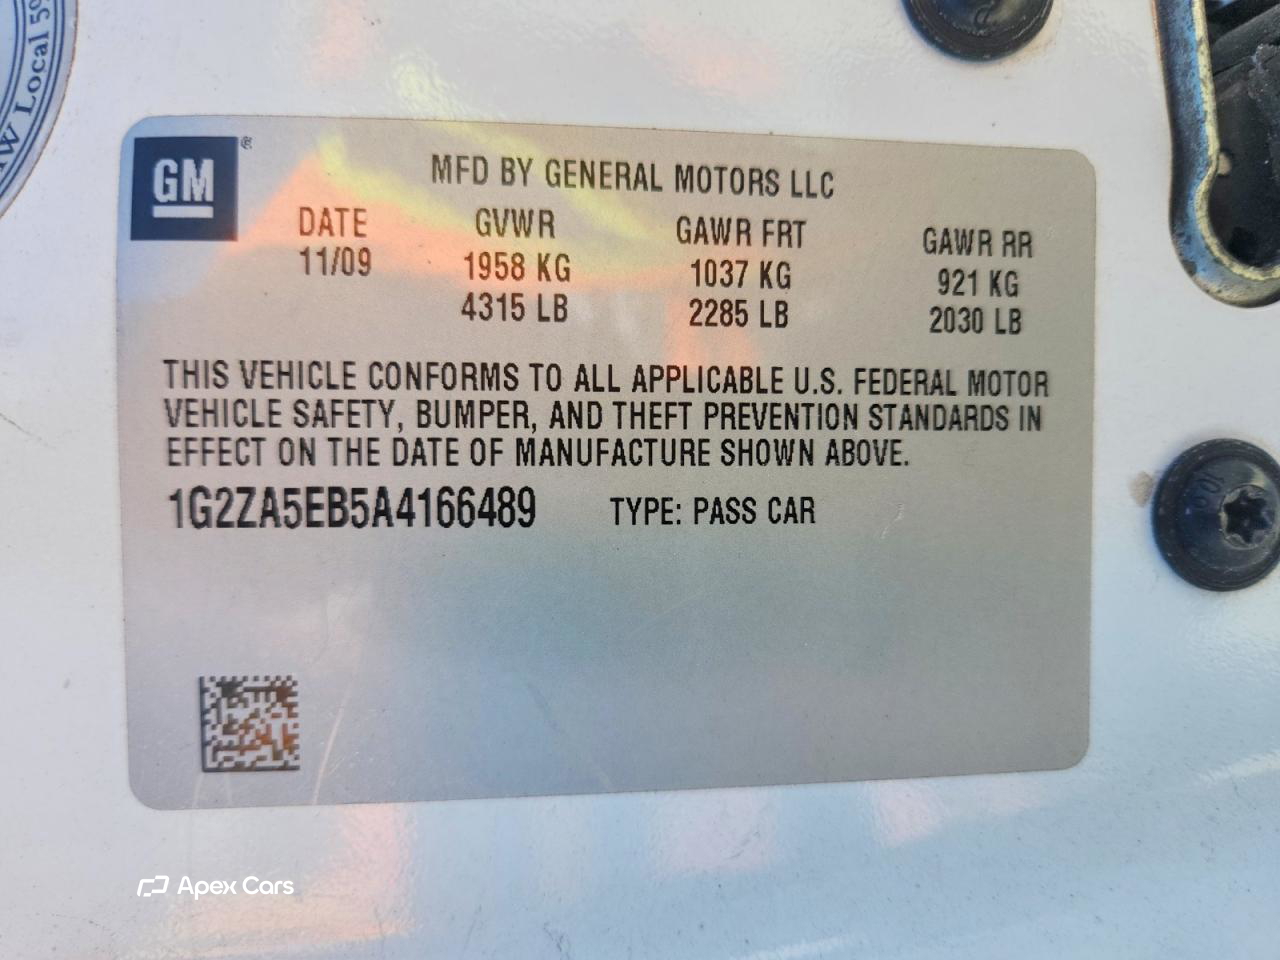 W Local 59
GM
®
MFD BY GENERAL MOTORS LLC
DATE GVWR GAWR FRT GAWR RR
11/09 1958 KG 1037 KG 921 KG
4315 LB 2285 LB 2030 LB
THIS VEHICLE CONFORMS TO ALL APPLICABLE U.S. FEDERAL MOTOR
VEHICLE SAFETY, BUMPER, AND THEFT PREVENTION STANDARDS IN
EFFECT ON THE DATE OF MANUFACTURE SHOWN ABOVE.
1G2ZA5EB5A4166489 TYPE: PASS CAR
Apex Cars